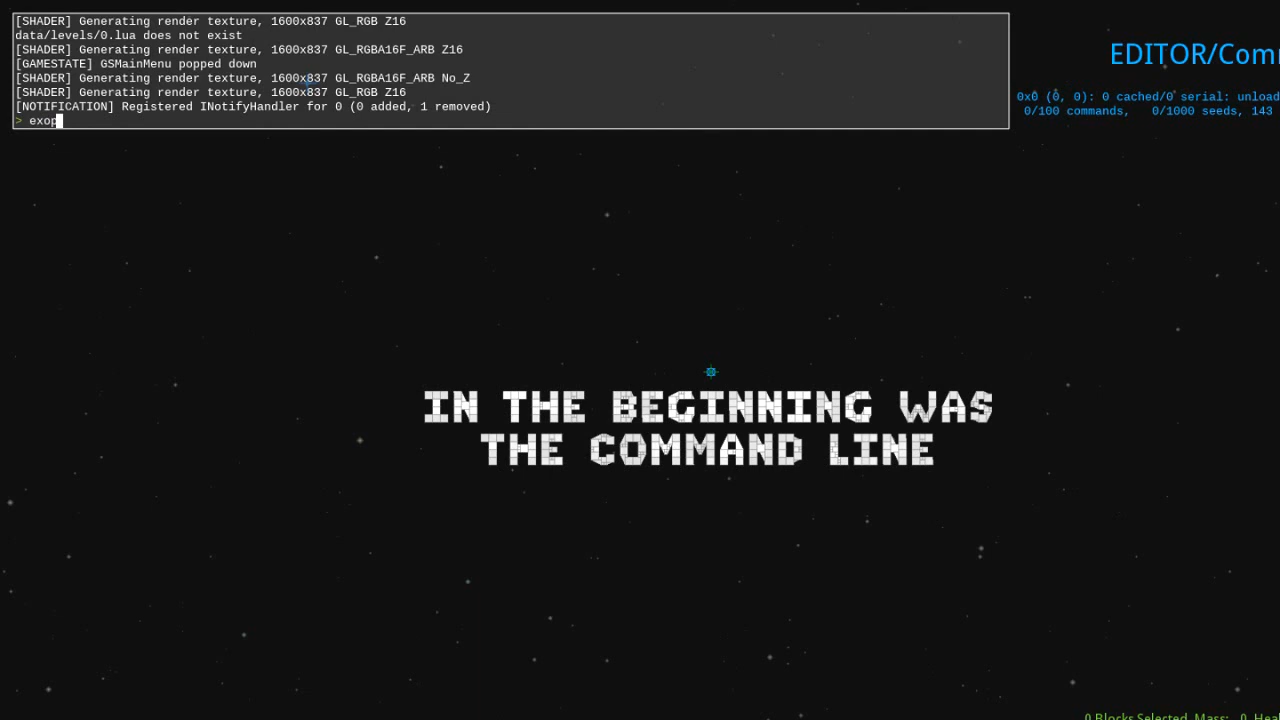 [SHADER] Generating render texture, 1600x837 GL_RGB Z16
data/levels/0.lua does not exist
[SHADER] Generating render texture, 1600x837 GL_RGBA16F_ARB Z16
[GAMESTATE] GSMainMenu popped down
[SHADER] Generating render texture, 1600x837 GL_RGBA16F_ARB No_Z
[SHADER] Generating render texture, 1600x837 GL_RGB Z16
[NOTIFICATION] Registered INotifyHandler for 0 (0 added, 1 removed)
> exop
EDITOR/Com
0x0 (0, 0): 0 cached/0 serial: unload
0/100 commands, 0/1000 seeds, 143
IN THE BEGINNING WAS
THE COMMAND LINE
0 Blocks Selected, Mass: 0, Hea